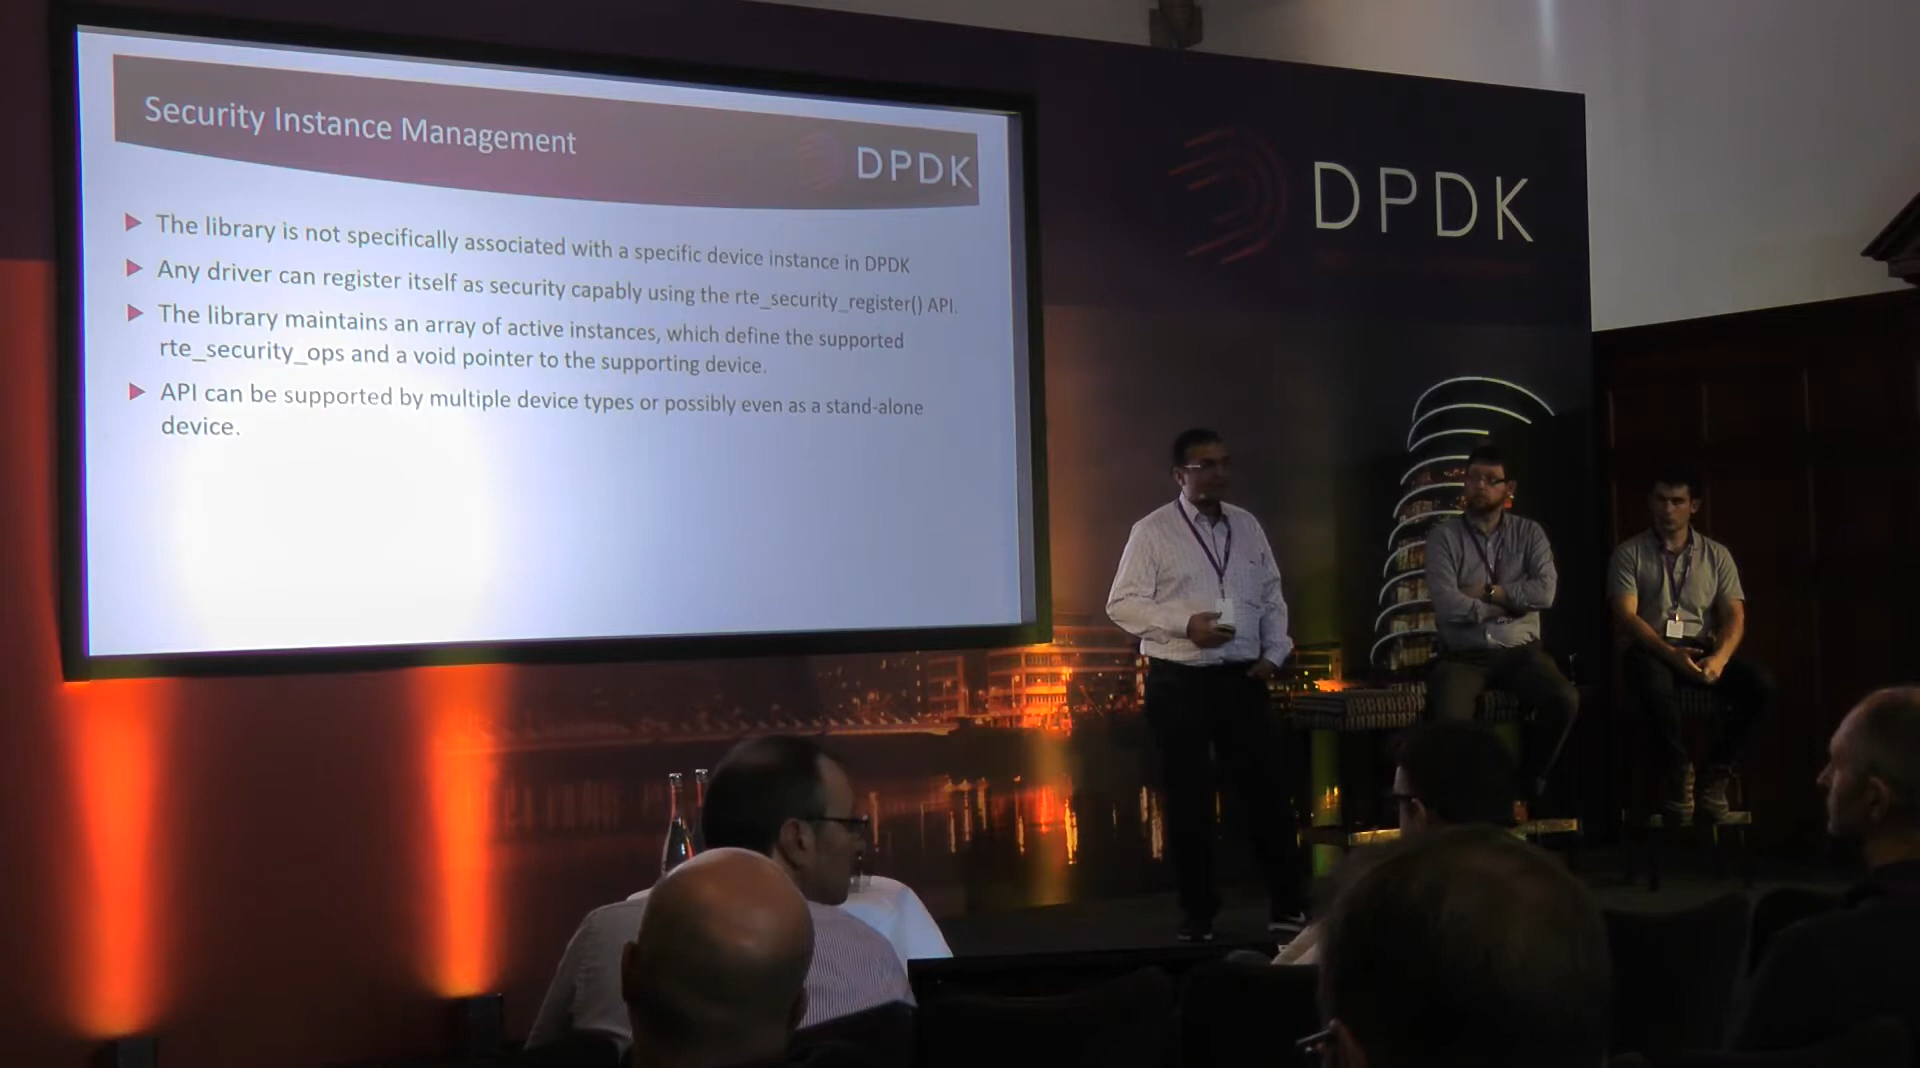 Security Instance Management
DPDK
The library is not specifically associated with a specific device instance in DPDK
Any driver can register itself as security capably using the rte_security_register() API.
The library maintains an array of active instances, which define the supported
rte_security_ops and a void pointer to the supporting device.
API can be supported by multiple device types or possibly even as a stand-alone
device.
DPDK